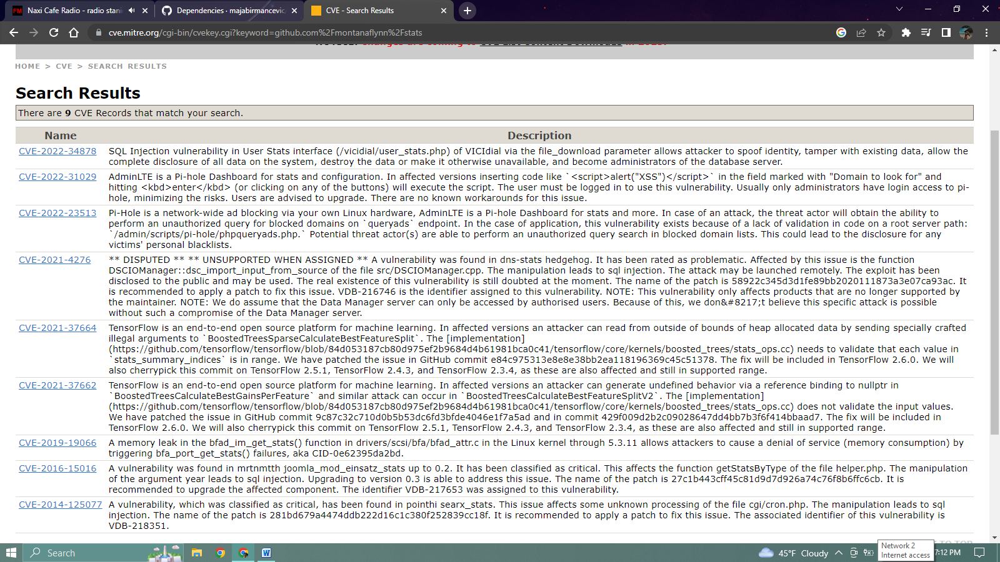 Naxi Cafe Radio - radio stani
Dependencies · majabirmancevic
CVE - Search Results
cve.mitre.org/cgi-bin/cvekey.cgi?keyword=github.com%2Fmontanaflynn%2Fstats
HOME > CVE > SEARCH RESULTS
Search Results
There are 9 CVE Records that match your search.
Name Description
CVE-2022-34878 SQL Injection vulnerability in User Stats interface (/vicidial/user_stats.php) of VICIdial via the file_download parameter allows attacker to spoof identity, tamper with existing data, allow the
complete disclosure of all data on the system, destroy the data or make it otherwise unavailable, and become administrators of the database server.
CVE-2022-31029 AdminLTE is a Pi-hole Dashboard for stats and configuration. In affected versions inserting code like `<script>alert("XSS")</script>` in the field marked with "Domain to look for" and
hitting <kbd>enter</kbd> (or clicking on any of the buttons) will execute the script. The user must be logged in to use this vulnerability. Usually only administrators have login access to pi-
hole, minimizing the risks. Users are advised to upgrade. There are no known workarounds for this issue.
CVE-2022-23513 Pi-Hole is a network-wide ad blocking via your own Linux hardware, AdminLTE is a Pi-hole Dashboard for stats and more. In case of an attack, the threat actor will obtain the ability to
perform an unauthorized query for blocked domains on `queryads` endpoint. In the case of application, this vulnerability exists because of a lack of validation in code on a root server path:
`/admin/scripts/pi-hole/phpqueryads.php.` Potential threat actor(s) are able to perform an unauthorized query search in blocked domain lists. This could lead to the disclosure for any
victims' personal blacklists.
CVE-2021-4276 ** DISPUTED ** ** UNSUPPORTED WHEN ASSIGNED ** A vulnerability was found in dns-stats hedgehog. It has been rated as problematic. Affected by this issue is the function
DSCIOManager::dsc_import_input_from_source of the file src/DSCIOManager.cpp. The manipulation leads to sql injection. The attack may be launched remotely. The exploit has been
disclosed to the public and may be used. The real existence of this vulnerability is still doubted at the moment. The name of the patch is 58922c345d3d1fe89bb2020111873a3e07ca93ac. It
is recommended to apply a patch to fix this issue. VDB-216746 is the identifier assigned to this vulnerability. NOTE: This vulnerability only affects products that are no longer supported by
the maintainer. NOTE: We do assume that the Data Manager server can only be accessed by authorised users. Because of this, we don&#8217;t believe this specific attack is possible
without such a compromise of the Data Manager server.
CVE-2021-37664 TensorFlow is an end-to-end open source platform for machine learning. In affected versions an attacker can read from outside of bounds of heap allocated data by sending specially crafted
illegal arguments to `BoostedTreesSparseCalculateBestFeatureSplit`. The [implementation]
(https://github.com/tensorflow/tensorflow/blob/84d053187cb80d975ef2b9684d4b61981bca0c41/tensorflow/core/kernels/boosted_trees/stats_ops.cc) needs to validate that each value in
`stats_summary_indices` is in range. We have patched the issue in GitHub commit e84c975313e8e8e38bb2ea118196369c45c51378. The fix will be included in TensorFlow 2.6.0. We will
also cherrypick this commit on TensorFlow 2.5.1, TensorFlow 2.4.3, and TensorFlow 2.3.4, as these are also affected and still in supported range.
CVE-2021-37662 TensorFlow is an end-to-end open source platform for machine learning. In affected versions an attacker can generate undefined behavior via a reference binding to nullptr in
`BoostedTreesCalculateBestGainsPerFeature` and similar attack can occur in `BoostedTreesCalculateBestFeatureSplitV2`. The [implementation]
(https://github.com/tensorflow/tensorflow/blob/84d053187cb80d975ef2b9684d4b61981bca0c41/tensorflow/core/kernels/boosted_trees/stats_ops.cc) does not validate the input values.
We have patched the issue in GitHub commit 9c87c32c710d0b5b53dc6fd3bfde4046e1f7a5ad and in commit 429f009d2b2c09028647dd4bb7b3f6f414bbaad7. The fix will be included in
TensorFlow 2.6.0. We will also cherrypick this commit on TensorFlow 2.5.1, TensorFlow 2.4.3, and TensorFlow 2.3.4, as these are also affected and still in supported range.
CVE-2019-19066 A memory leak in the bfad_im_get_stats() function in drivers/scsi/bfa/bfad_attr.c in the Linux kernel through 5.3.11 allows attackers to cause a denial of service (memory consumption) by
triggering bfa_port_get_stats() failures, aka CID-0e62395da2bd.
CVE-2016-15016 A vulnerability was found in mrtnmtth joomla_mod_einsatz_stats up to 0.2. It has been classified as critical. This affects the function getStatsByType of the file helper.php. The manipulation
of the argument year leads to sql injection. Upgrading to version 0.3 is able to address this issue. The name of the patch is 27c1b443cff45c81d9d7d926a74c76f8b6ffc6cb. It is
recommended to upgrade the affected component. The identifier VDB-217653 was assigned to this vulnerability.
CVE-2014-125077 A vulnerability, which was classified as critical, has been found in pointhi searx_stats. This issue affects some unknown processing of the file cgi/cron.php. The manipulation leads to sql
injection. The name of the patch is 281bd679a4474ddb222d16c1c380f252839cc18f. It is recommended to apply a patch to fix this issue. The associated identifier of this vulnerability is
VDB-218351.
Search
45°F Cloudy
Network 2
Internet access
7:12 PM